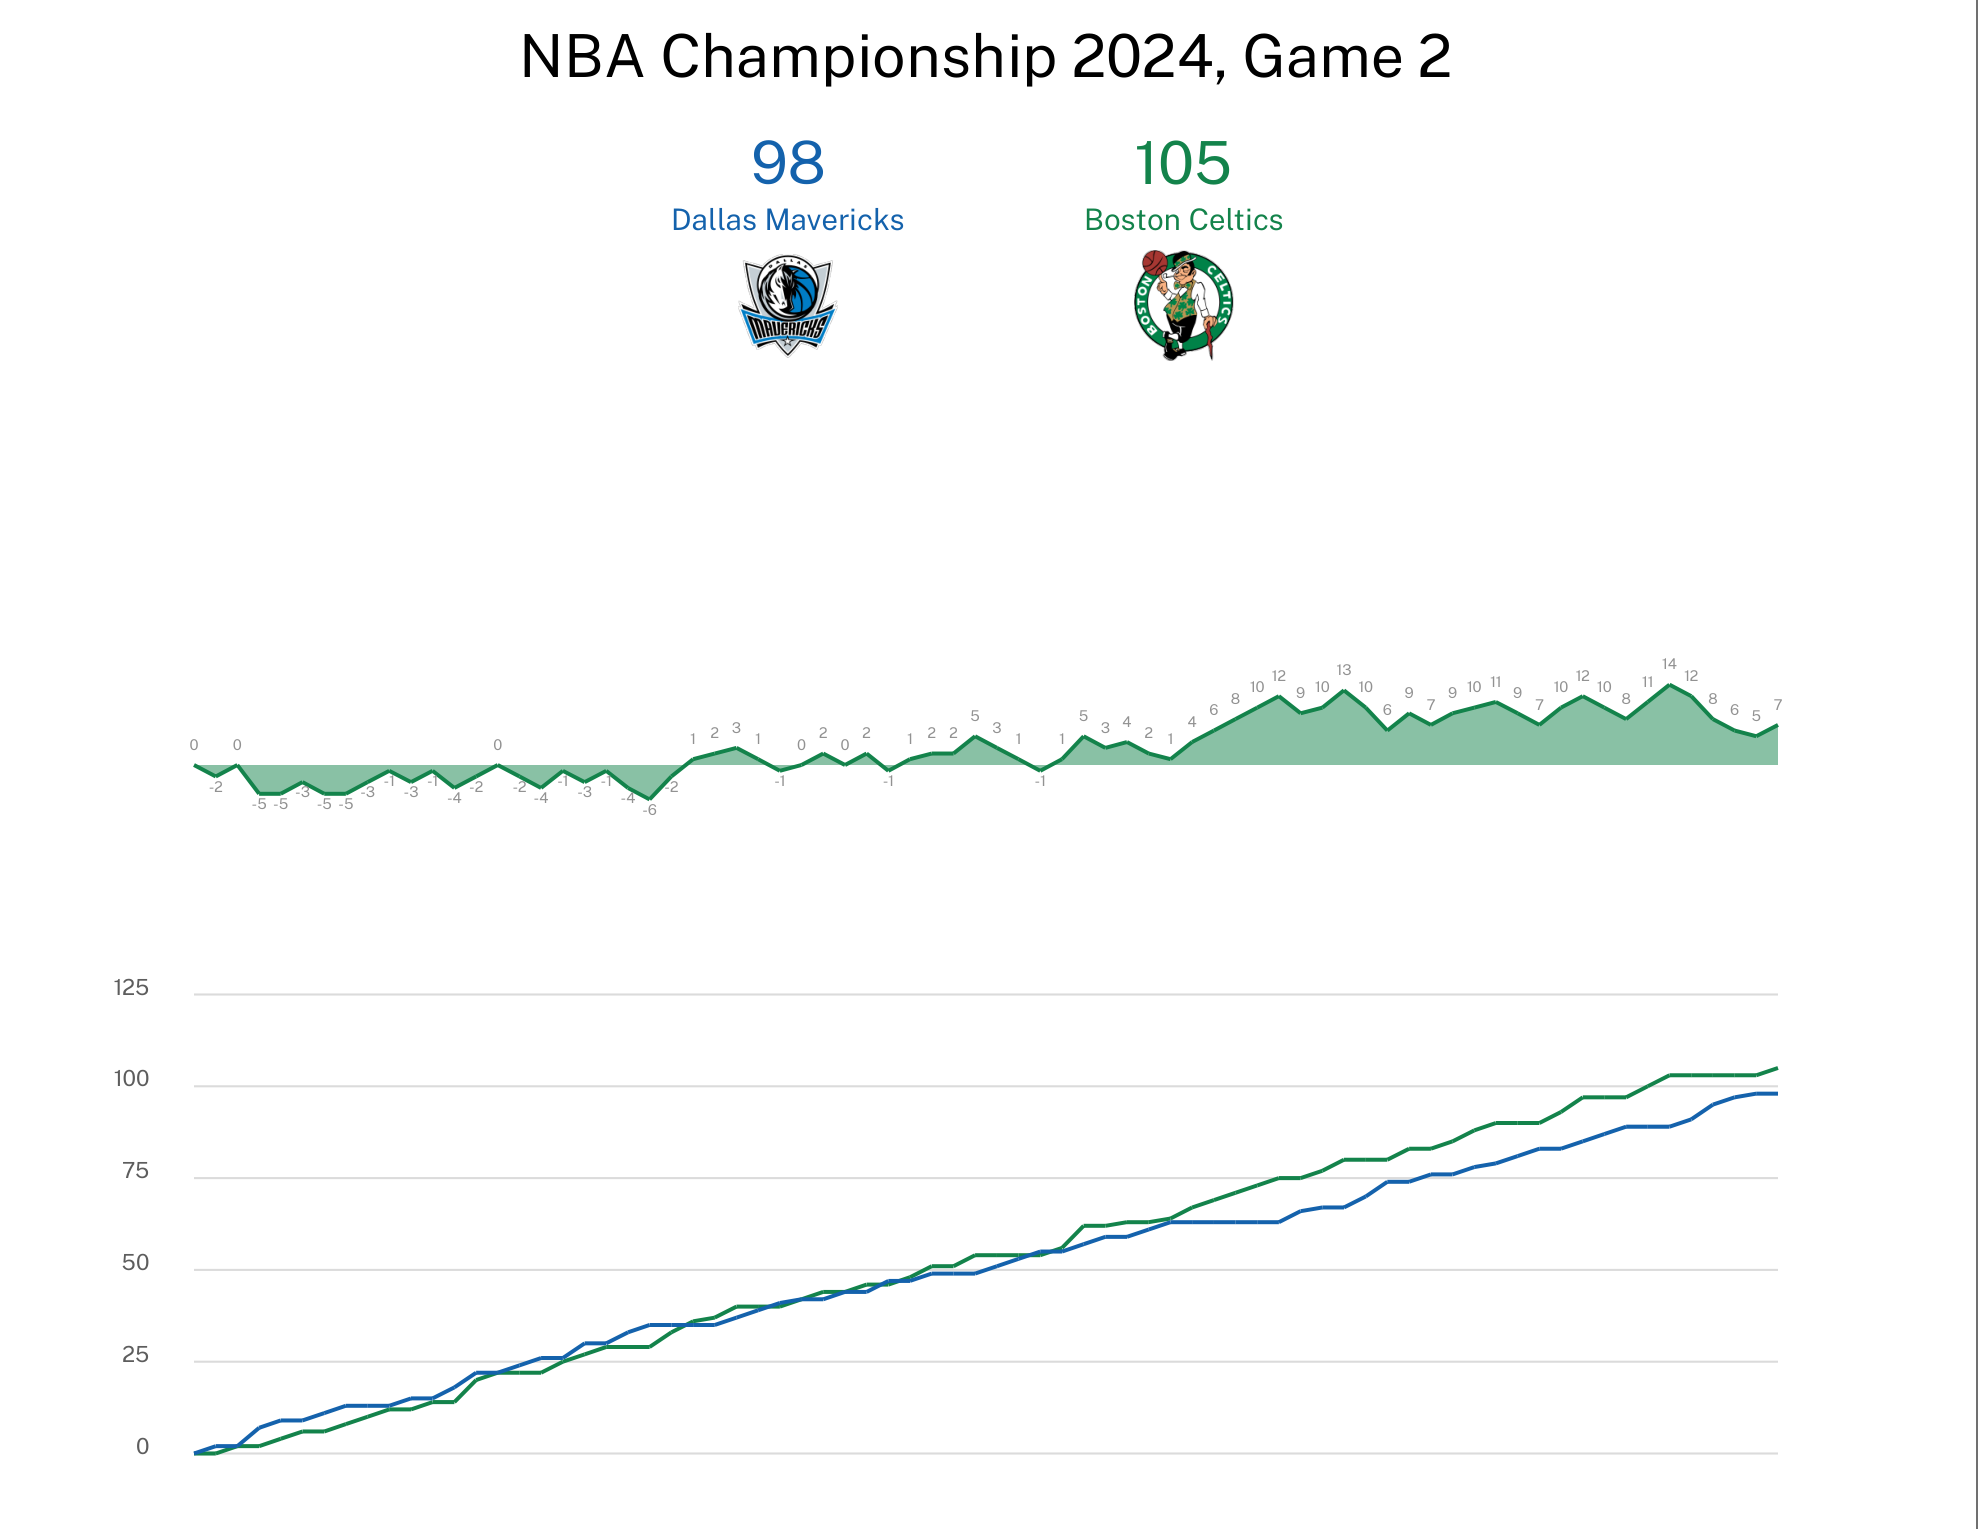 NBA Championship 2024, Game 2
98
105
Dallas Mavericks
Boston Celtics
DALLAS
MAVERICKS
BOSTON
CELTICS
0 -2 0 -5 -5 -3 -5 -5 -3 -1 -3 -1 -4 -2 0 -2 -4 -1 -3 -1 -4 -6 -2 1 2 3 1 -1 0 2 0 2 -1 1 2 2 5 3 1 -1 1 5 3 4 2 1 4 6 8 10 12 9 10 13 10 6 9 7 9 10 11 9 7 10 12 10 8 11 14 12 8 6 5 7
125
100
75
50
25
0